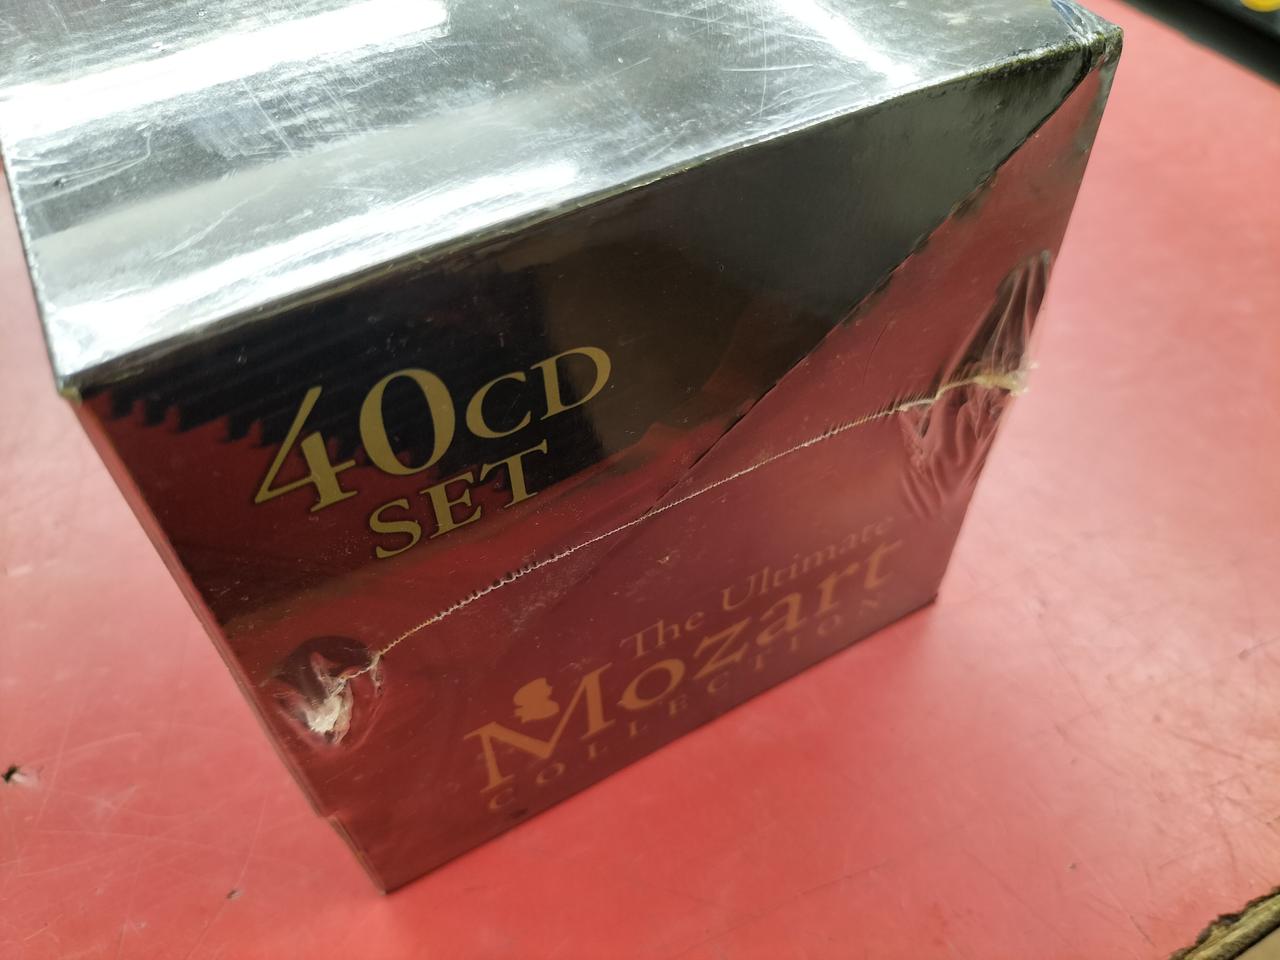 40CD
SET
The Ultimate
Mozart
COLLECTION